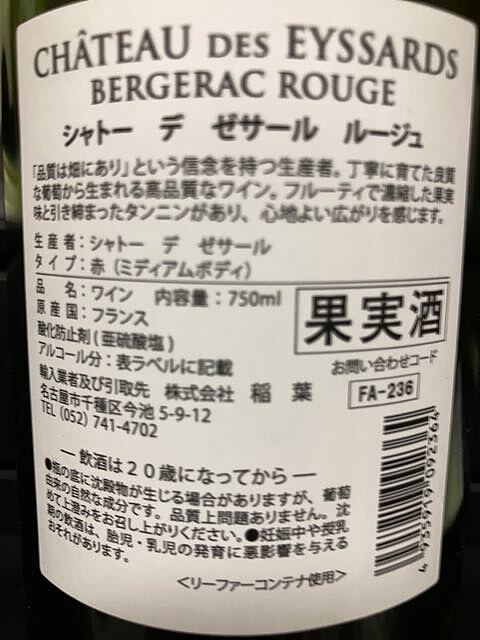 CHÂTEAU DES EYSSARDS
BERGERAC ROUGE
シャトー デ ゼサール ルージュ
「品質は畑にあり」という信念を持つ生産者。丁寧に育てた良質
な葡萄から生まれる高品質なワイン。フルーティで濃縮した果実
味と引き締まったタンニンがあり、心地よい広がりを感じます。
生産者：シャトー デ ゼサール
タイプ：赤（ミディアムボディ）
品 名：ワイン 内容量：750ml
原産国：フランス
酸化防止剤(亜硫酸塩)
アルコール分：表ラベルに記載
輸入業者及び引取先 株式会社 稲葉
名古屋市千種区今池 5-9-12
TEL (052) 741-4702
果実酒
お問い合わせコード
FA-236
― 飲酒は20歳になってから ―
●瓶の底に沈殿物が生じる場合がありますが、葡萄
由来の自然な成分です。品質上問題ありません。沈
めて上澄みをお召し上がりください。●妊娠中や授乳
期の飲酒は、胎児・乳児の発育に悪影響を与える
おそれがあります。
＜リーファーコンテナ使用＞
4 935919 092364